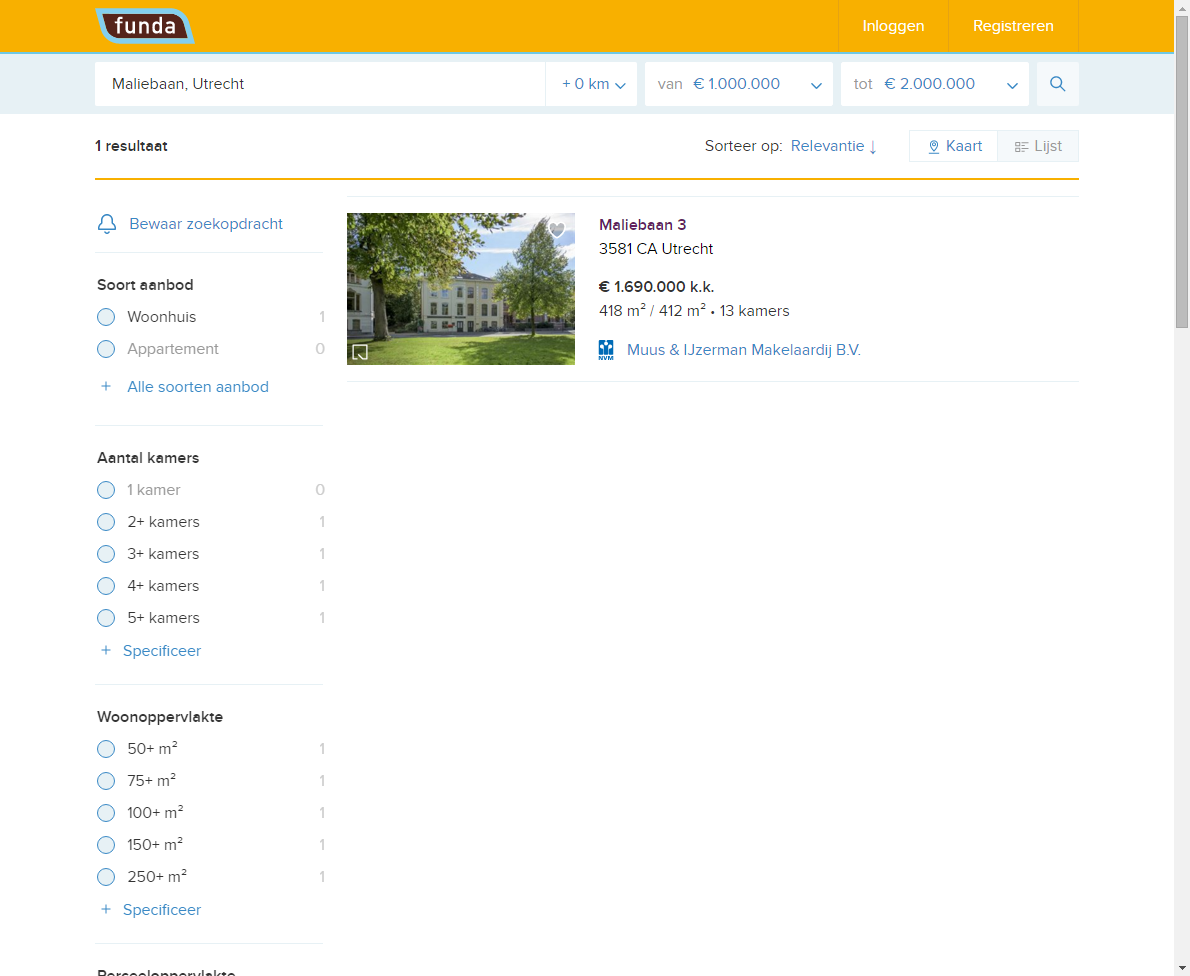 funda
Inloggen
Registreren
Maliebaan, Utrecht
+ 0 km
van € 1.000.000
tot € 2.000.000
1 resultaat
Sorteer op: Relevantie ↓
Kaart
Lijst
Bewaar zoekopdracht
Soort aanbod
Woonhuis 1
Appartement 0
+ Alle soorten aanbod
Aantal kamers
1 kamer 0
2+ kamers 1
3+ kamers 1
4+ kamers 1
5+ kamers 1
+ Specificeer
Woonoppervlakte
50+ m² 1
75+ m² 1
100+ m² 1
150+ m² 1
250+ m² 1
+ Specificeer
Perceeloppervlakte
Maliebaan 3
3581 CA Utrecht
€ 1.690.000 k.k.
418 m² / 412 m² • 13 kamers
NVM
Muus & IJzerman Makelaardij B.V.